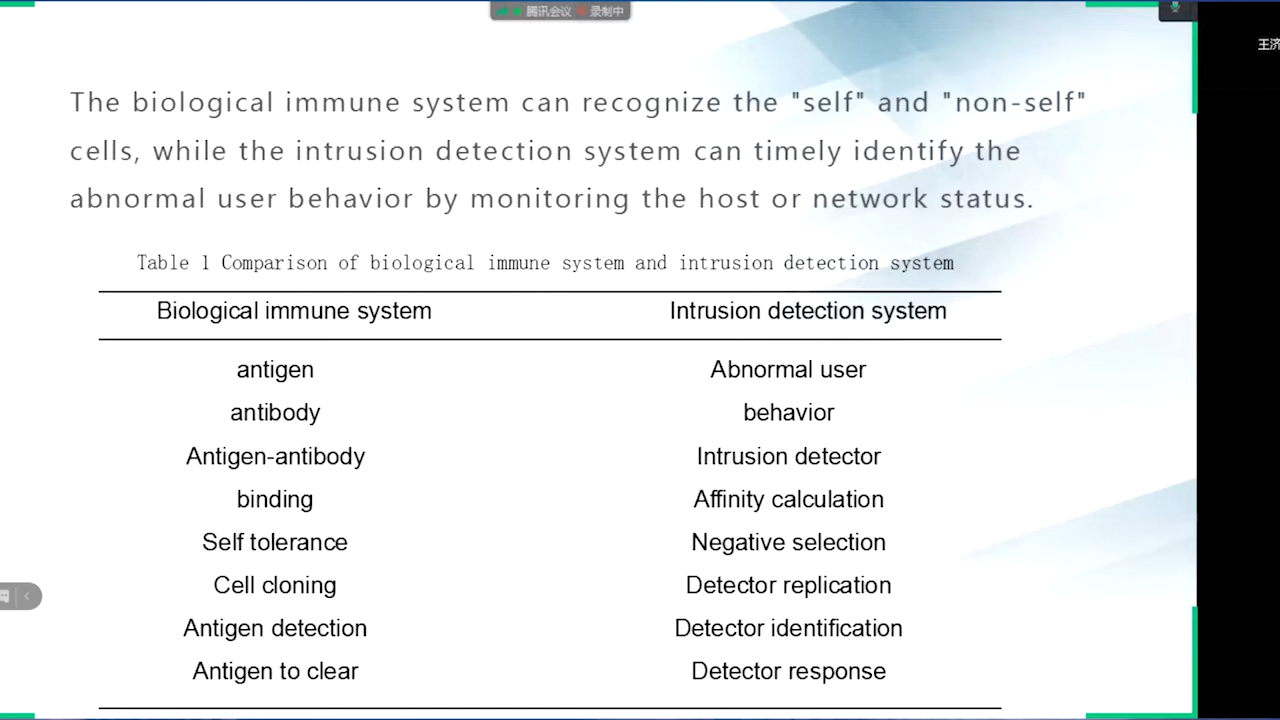 腾讯会议 录制中
王济
The biological immune system can recognize the "self" and "non-self"
cells, while the intrusion detection system can timely identify the
abnormal user behavior by monitoring the host or network status.
Table 1 Comparison of biological immune system and intrusion detection system
Biological immune system Intrusion detection system
antigen Abnormal user
antibody behavior
Antigen-antibody Intrusion detector
binding Affinity calculation
Self tolerance Negative selection
Cell cloning Detector replication
Antigen detection Detector identification
Antigen to clear Detector response